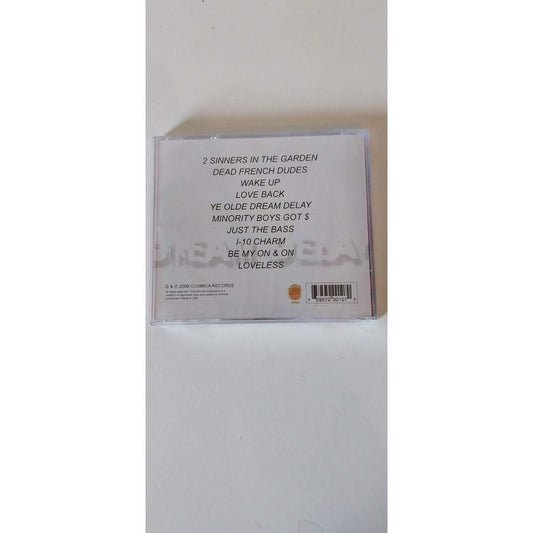 2 SINNERS IN THE GARDEN
DEAD FRENCH DUDES
WAKE UP
LOVE BACK
YE OLDE DREAM DELAY
MINORITY BOYS GOT $
JUST THE BASS
I-10 CHARM
BE MY ON & ON
LOVELESS
© & ℗ 2006 COSMICA RECORDS